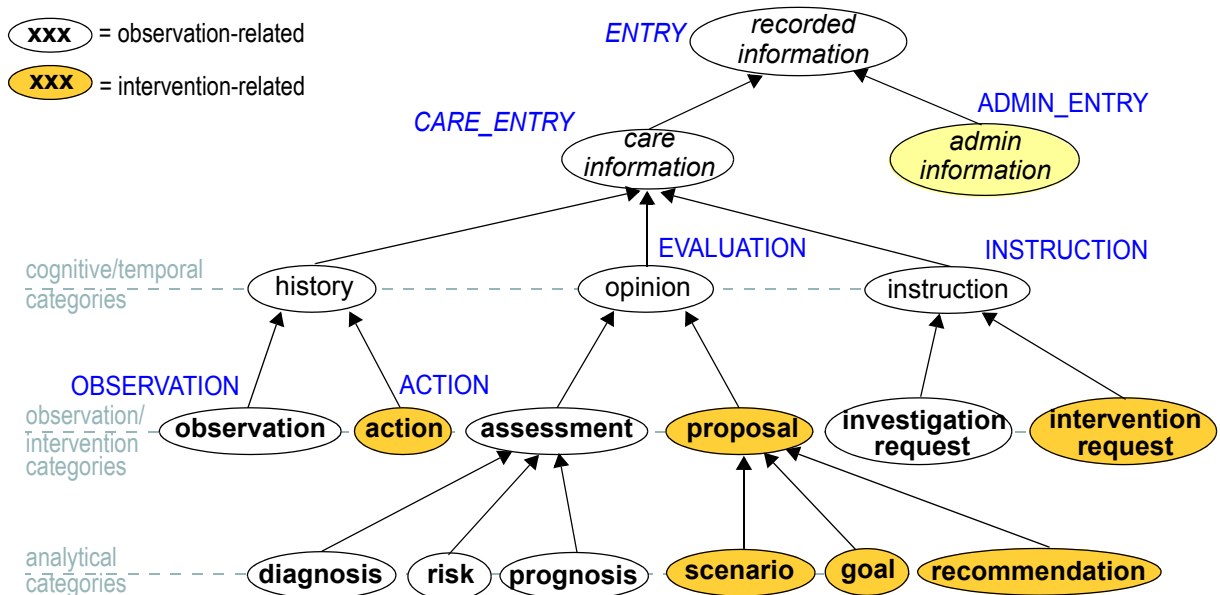 xxx = observation-related
xxx = intervention-related
ENTRY
recorded
information
CARE_ENTRY
ADMIN_ENTRY
care
information
admin
information
EVALUATION
INSTRUCTION
cognitive/temporal
categories
history
opinion
instruction
OBSERVATION
ACTION
observation/
intervention
categories
observation
action
assessment
proposal
investigation
request
intervention
request
analytical
categories
diagnosis
risk
prognosis
scenario
goal
recommendation